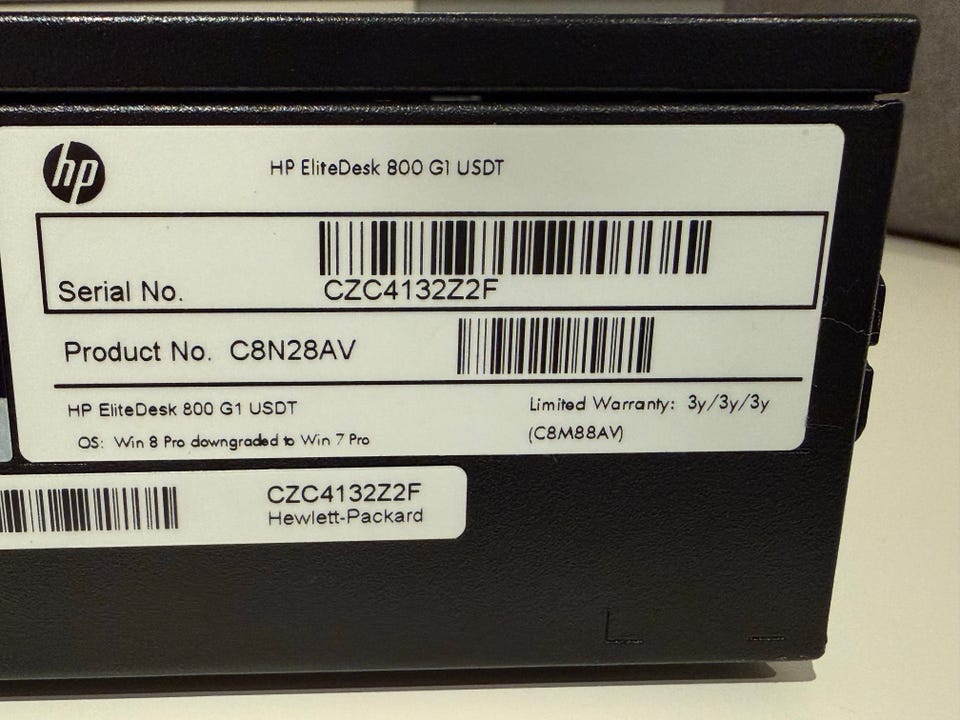 hp
HP EliteDesk 800 G1 USDT
Serial No. CZC4132Z2F
Product No. C8N28AV
HP EliteDesk 800 G1 USDT
Limited Warranty: 3y/3y/3y
OS: Win 8 Pro downgraded to Win 7 Pro
(C8M88AV)
CZC4132Z2F
Hewlett-Packard